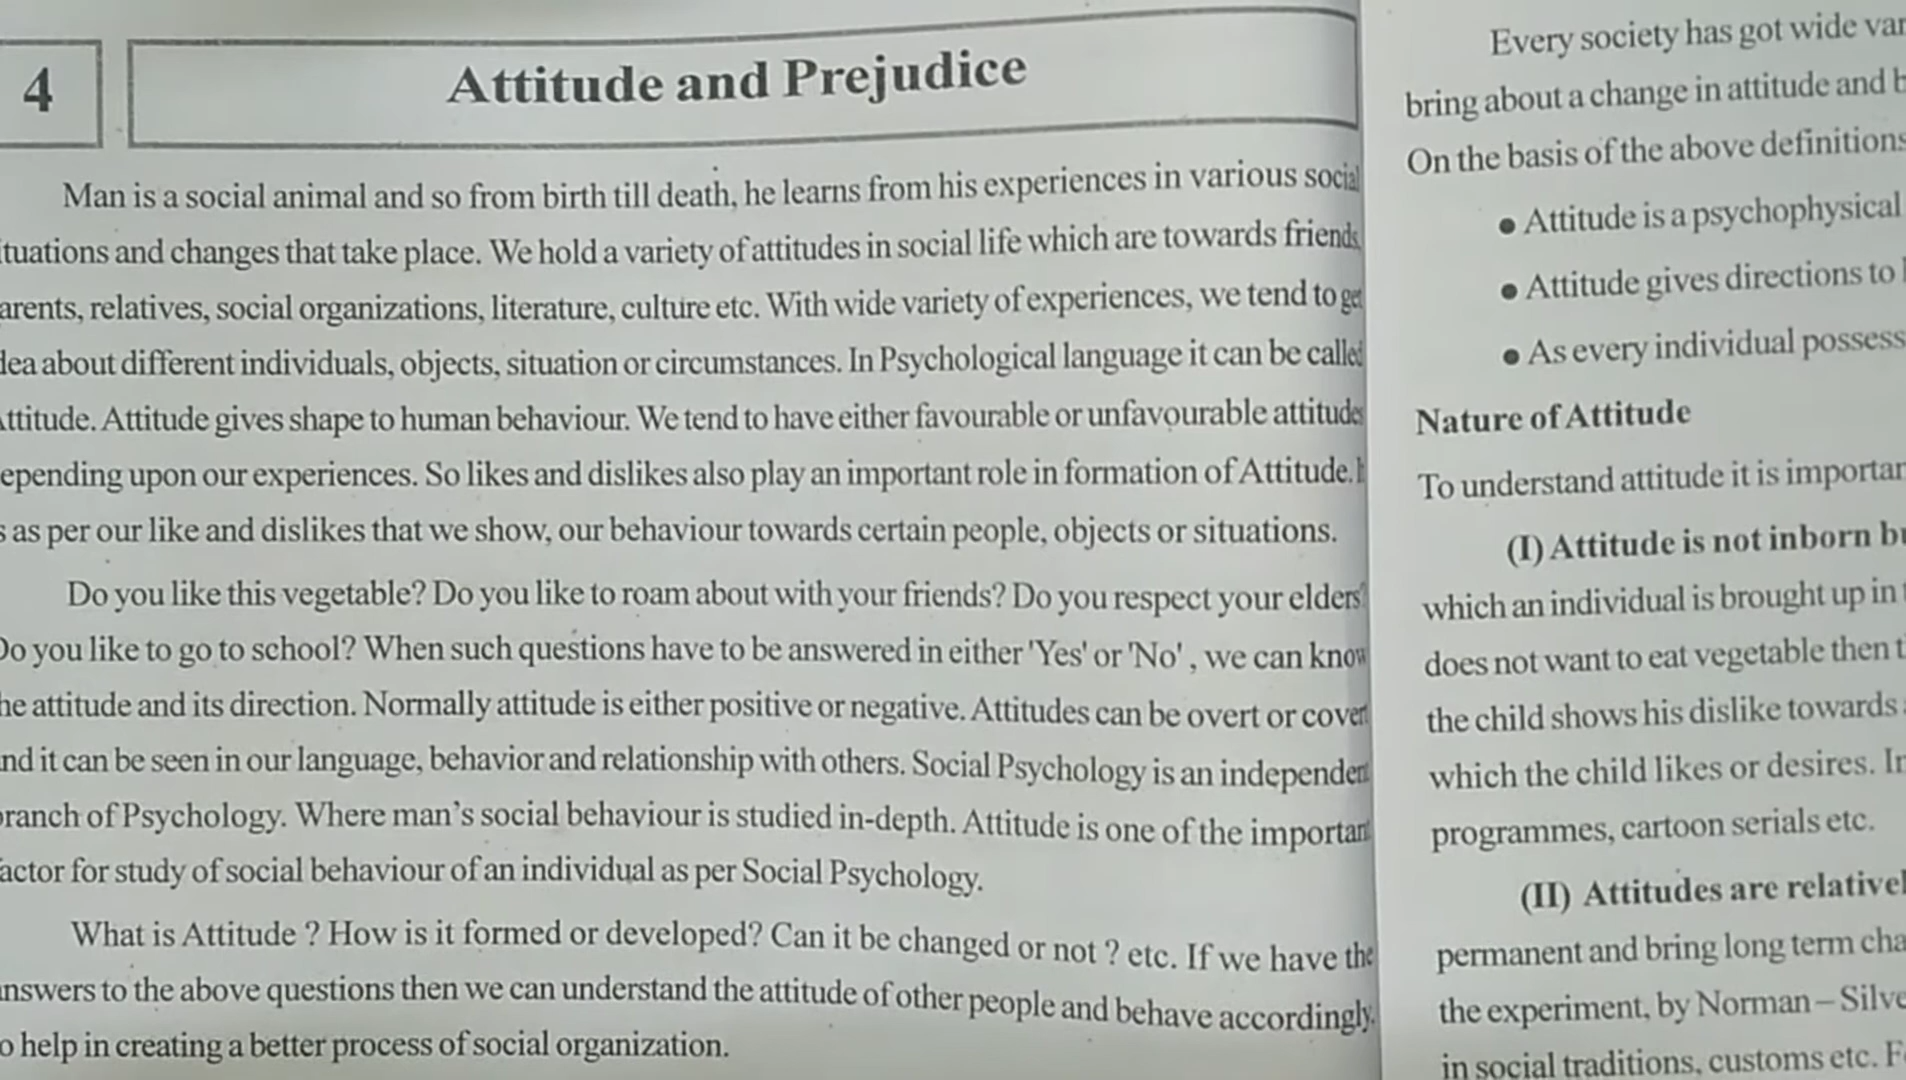 4
Attitude and Prejudice
Man is a social animal and so from birth till death, he learns from his experiences in various social
tuations and changes that take place. We hold a variety of attitudes in social life which are towards friends,
arents, relatives, social organizations, literature, culture etc. With wide variety of experiences, we tend to get
dea about different individuals, objects, situation or circumstances. In Psychological language it can be called
ttitude. Attitude gives shape to human behaviour. We tend to have either favourable or unfavourable attitudes
epending upon our experiences. So likes and dislikes also play an important role in formation of Attitude.
s as per our like and dislikes that we show, our behaviour towards certain people, objects or situations.
Do you like this vegetable? Do you like to roam about with your friends? Do you respect your elders?
Do you like to go to school? When such questions have to be answered in either 'Yes' or 'No' , we can know
he attitude and its direction. Normally attitude is either positive or negative. Attitudes can be overt or covert
nd it can be seen in our language, behavior and relationship with others. Social Psychology is an independent
branch of Psychology. Where man's social behaviour is studied in-depth. Attitude is one of the important
factor for study of social behaviour of an individual as per Social Psychology.
What is Attitude ? How is it formed or developed? Can it be changed or not ? etc. If we have the
answers to the above questions then we can understand the attitude of other people and behave accordingly.
o help in creating a better process of social organization.
Every society has got wide var
bring about a change in attitude and b
On the basis of the above definitions
● Attitude is a psychophysical
● Attitude gives directions to
● As every individual possess
Nature of Attitude
To understand attitude it is importan
(I) Attitude is not inborn bu
which an individual is brought up in
does not want to eat vegetable then t
the child shows his dislike towards
which the child likes or desires. In
programmes, cartoon serials etc.
(II) Attitudes are relativel
permanent and bring long term cha
the experiment, by Norman – Silve
in social traditions, customs etc. F